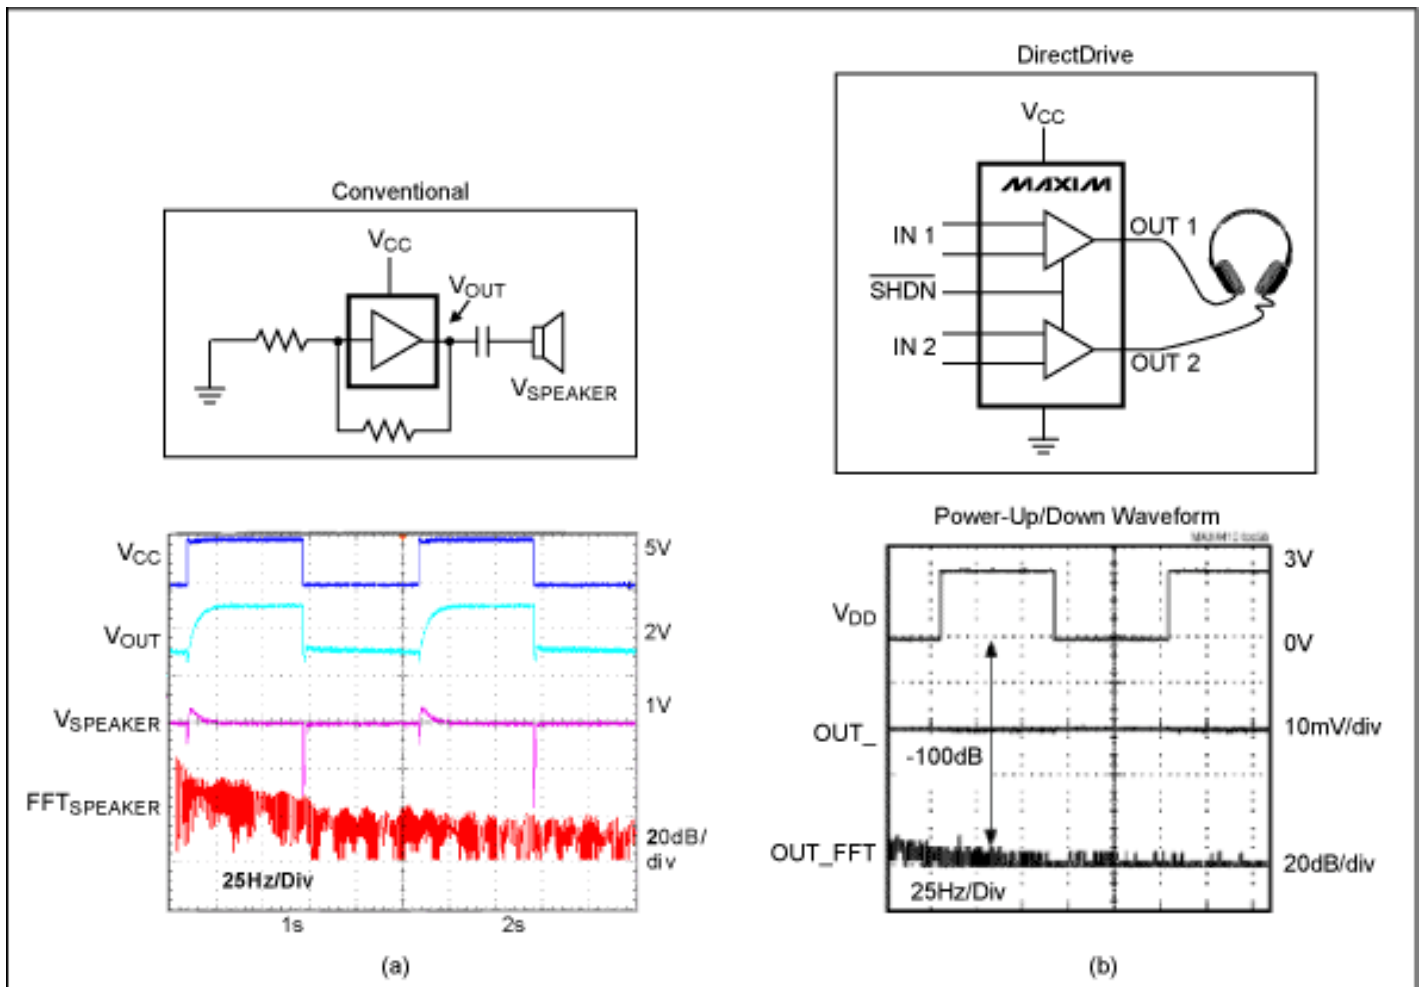 Conventional
VCC
VOUT
VSPEAKER
VCC
5V
VOUT
2V
VSPEAKER
1V
FFTSPEAKER
20dB/
div
25Hz/Div
1s
2s
(a)
DirectDrive
VCC
MAXIM
IN 1
OUT 1
SHDN
IN 2
OUT 2
Power-Up/Down Waveform
3V
VDD
0V
OUT_
10mV/div
-100dB
OUT_FFT
20dB/div
25Hz/Div
(b)